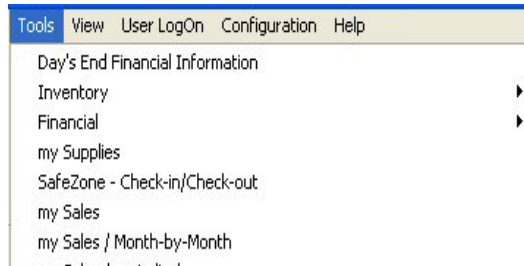 Tools View User LogOn Configuration Help
Day's End Financial Information
Inventory
Financial
my Supplies
SafeZone - Check-in/Check-out
my Sales
my Sales / Month-by-Month